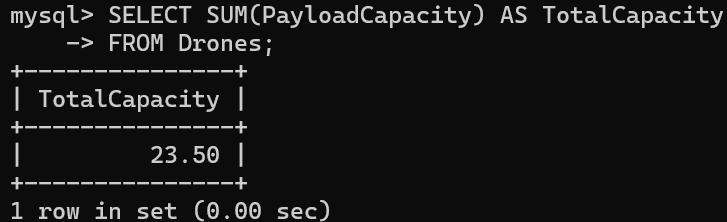 mysql> SELECT SUM(PayloadCapacity) AS TotalCapacity
    -> FROM Drones;
+---------------+
| TotalCapacity |
+---------------+
|         23.50 |
+---------------+
1 row in set (0.00 sec)